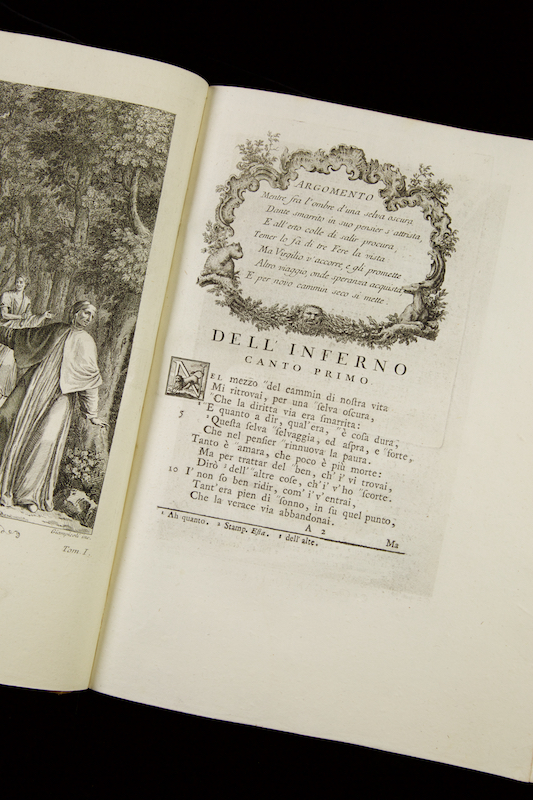 Giampicoli inc.
Tom. I.
ARGOMENTO
Mentre fra l'ombre d'una selva oscura,
Dante smarrito in suo pensier s'attrista,
E all'erto colle di salir procura,
Temer lo fà di tre Fere la vista
Ma Virgilio v'accorre, e gli promette
Altro viaggio, onde speranza acquista,
E per novo cammin seco si mette.
DELL' INFERNO
CANTO PRIMO
NEL mezzo del cammin di noſtra vita
Mi ritrovai, per una ſelva oſcura,
Che la diritta via era ſmarrita:
¹ E quanto a dir, qual'era, è coſa dura,
5 ² Queſta ſelva ſelvaggia, ed aſpra, e forte,
Che nel penſier rinnuova la paura.
Tanto è amara, che poco è più morte:
Ma per trattar del ben, ch'i' vi trovai,
Dirò ³ dell' altre coſe, ch'i' v'ho ſcorte.
10 I' non ſo ben ridir, com' i' v'entrai,
Tant'era pien di ſonno, in ſu quel punto,
Che la verace via abbandonai.
A 2
Ma
¹ Ah quanto. ² Stamp. Eſta. ³ dell' alte.